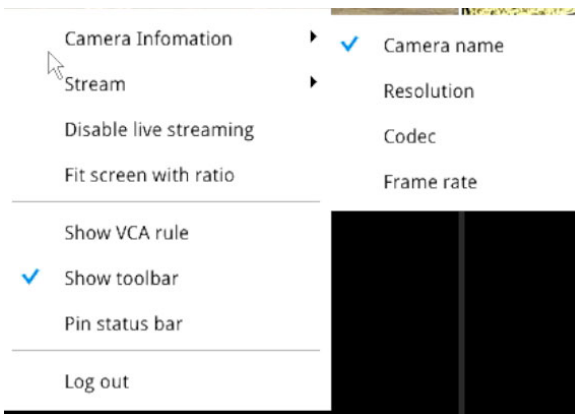 Camera Infomation
Stream
Disable live streaming
Fit screen with ratio
Show VCA rule
Show toolbar
Pin status bar
Log out
Camera name
Resolution
Codec
Frame rate